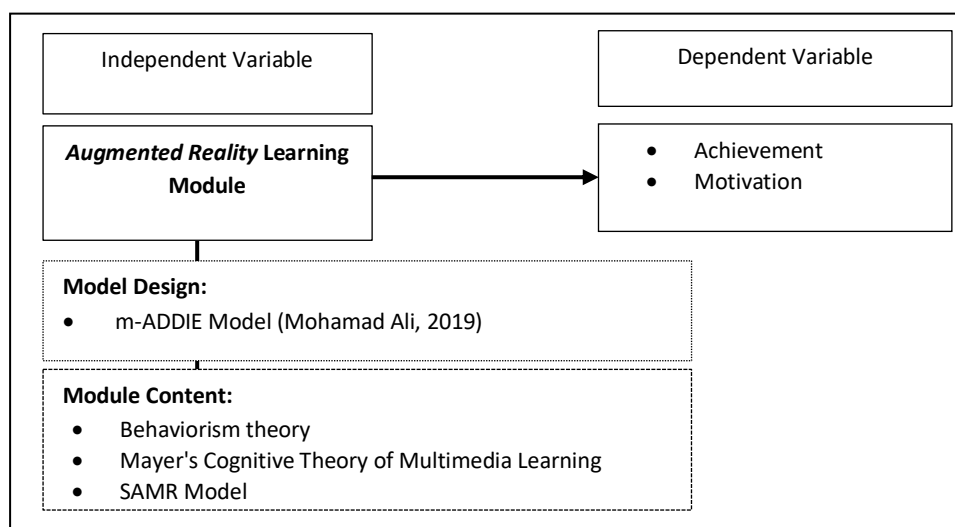 Independent Variable
Dependent Variable
Augmented Reality Learning
Module
• Achievement
• Motivation
Model Design:
• m-ADDIE Model (Mohamad Ali, 2019)
Module Content:
• Behaviorism theory
• Mayer's Cognitive Theory of Multimedia Learning
• SAMR Model